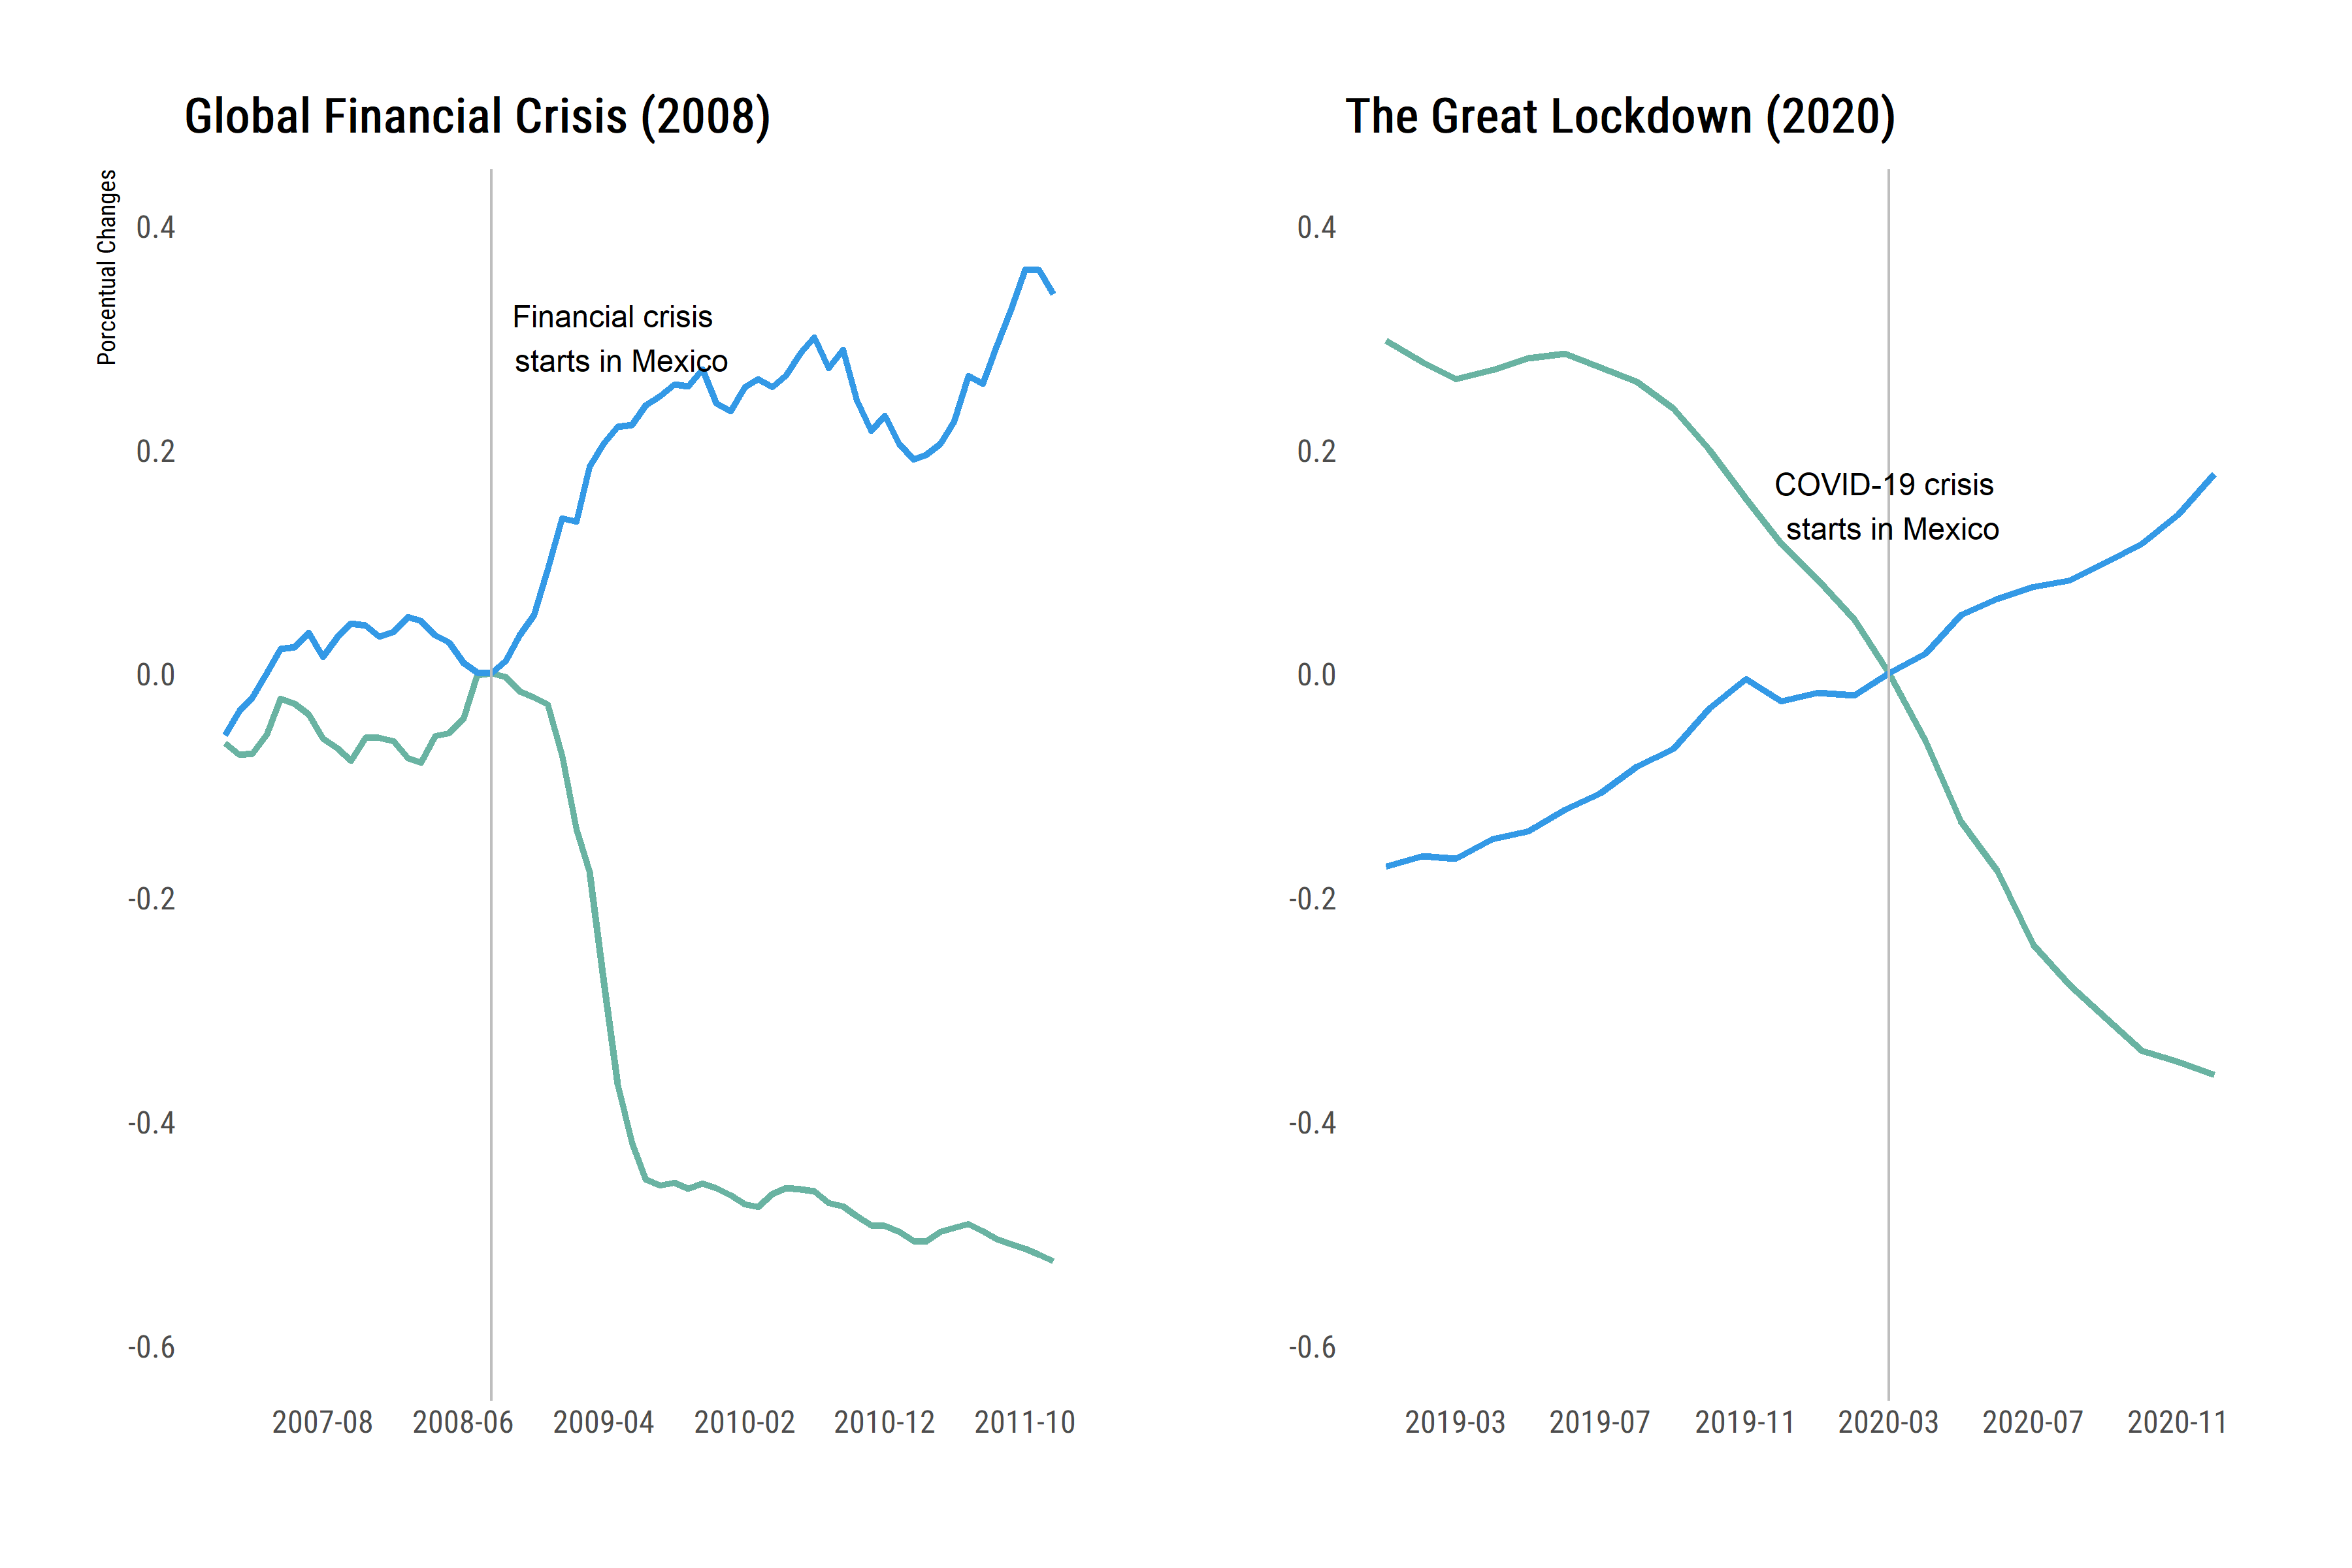 Global Financial Crisis (2008)
Porcentual Changes
0.4
0.2
0.0
-0.2
-0.4
-0.6
Financial crisis
starts in Mexico
2007-08 2008-06 2009-04 2010-02 2010-12 2011-10
The Great Lockdown (2020)
0.4
0.2
0.0
-0.2
-0.4
-0.6
COVID-19 crisis
starts in Mexico
2019-03 2019-07 2019-11 2020-03 2020-07 2020-11